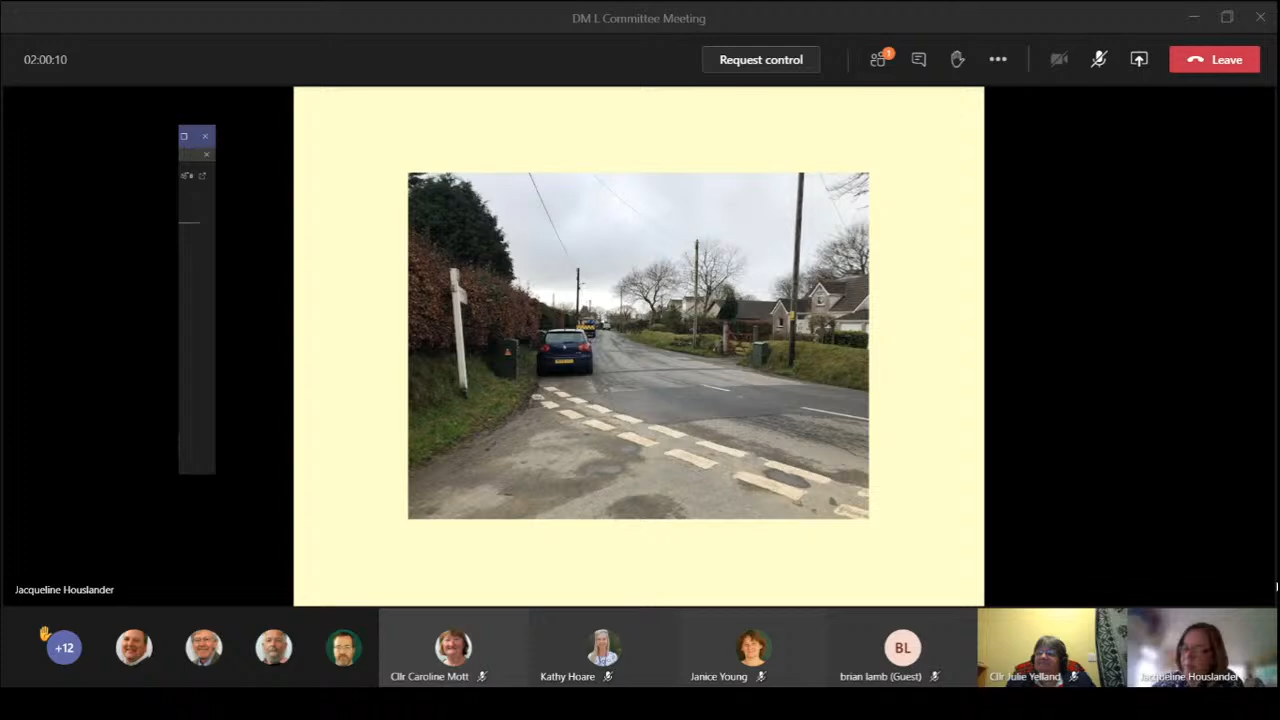 DM L Committee Meeting
02:00:10
Request control
1
Leave
Jacqueline Houslander
+12
Cllr Caroline Mott
Kathy Hoare
Janice Young
BL
brian lamb (Guest)
Cllr Julie Yelland
Jacqueline Houslander